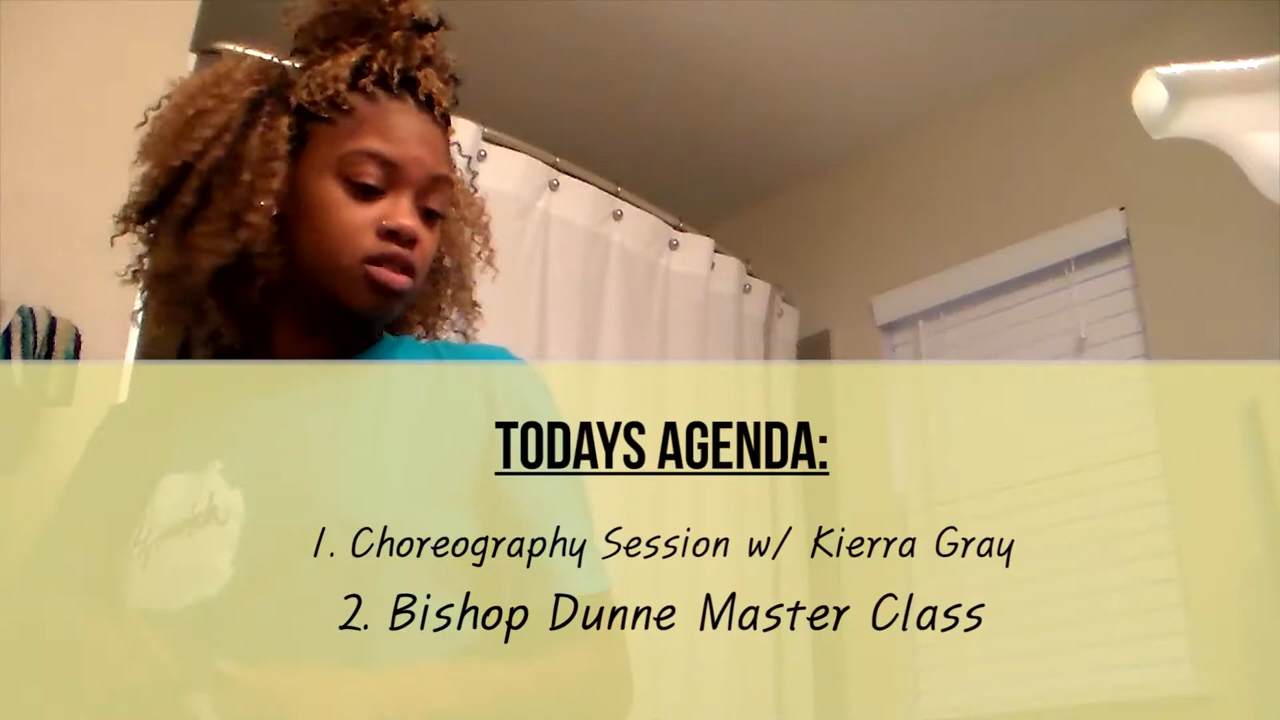 TODAYS AGENDA:
1. Choreography Session w/ Kierra Gray
2. Bishop Dunne Master Class